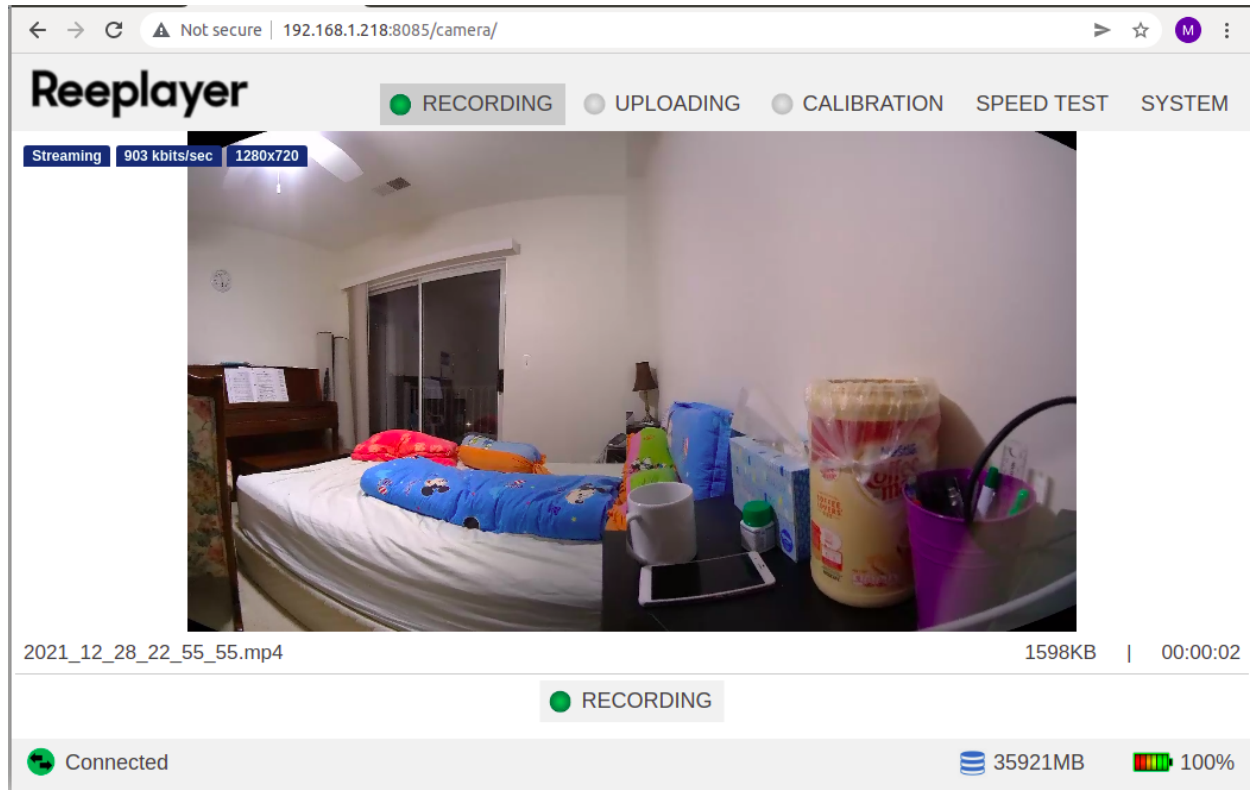 Not secure | 192.168.1.218:8085/camera/
M
Reeplayer
RECORDING UPLOADING CALIBRATION SPEED TEST SYSTEM
Streaming 903 kbits/sec 1280x720
2021_12_28_22_55_55.mp4 1598KB | 00:00:02
RECORDING
Connected 35921MB 100%